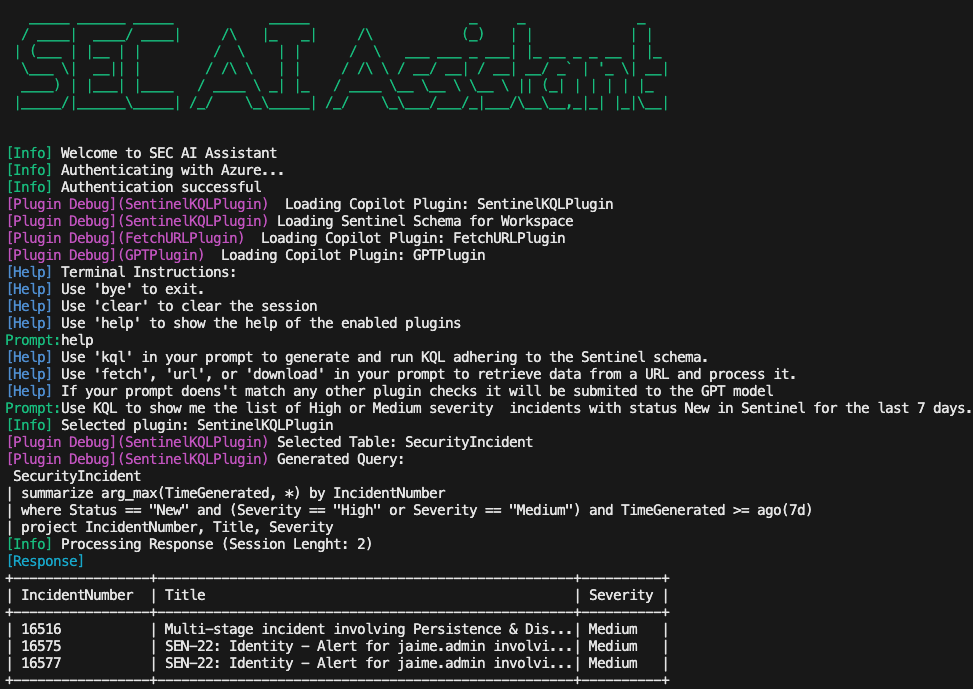 SEC AI Assistant
[Info] Welcome to SEC AI Assistant
[Info] Authenticating with Azure...
[Info] Authentication successful
[Plugin Debug](SentinelKQLPlugin)  Loading Copilot Plugin: SentinelKQLPlugin
[Plugin Debug](SentinelKQLPlugin) Loading Sentinel Schema for Workspace
[Plugin Debug](FetchURLPlugin)  Loading Copilot Plugin: FetchURLPlugin
[Plugin Debug](GPTPlugin)  Loading Copilot Plugin: GPTPlugin
[Help] Terminal Instructions:
[Help] Use 'bye' to exit.
[Help] Use 'clear' to clear the session
[Help] Use 'help' to show the help of the enabled plugins
Prompt:help
[Help] Use 'kql' in your prompt to generate and run KQL adhering to the Sentinel schema.
[Help] Use 'fetch', 'url', or 'download' in your prompt to retrieve data from a URL and process it.
[Help] If your prompt doens't match any other plugin checks it will be submited to the GPT model
Prompt:Use KQL to show me the list of High or Medium severity  incidents with status New in Sentinel for the last 7 days.
[Info] Selected plugin: SentinelKQLPlugin
[Plugin Debug](SentinelKQLPlugin) Selected Table: SecurityIncident
[Plugin Debug](SentinelKQLPlugin) Generated Query:
SecurityIncident
| summarize arg_max(TimeGenerated, *) by IncidentNumber
| where Status == "New" and (Severity == "High" or Severity == "Medium") and TimeGenerated >= ago(7d)
| project IncidentNumber, Title, Severity
[Info] Processing Response (Session Lenght: 2)
[Response]
| IncidentNumber | Title | Severity |
| 16516 | Multi-stage incident involving Persistence & Dis...| Medium |
| 16575 | SEN-22: Identity - Alert for jaime.admin involvi...| Medium |
| 16577 | SEN-22: Identity - Alert for jaime.admin involvi...| Medium |